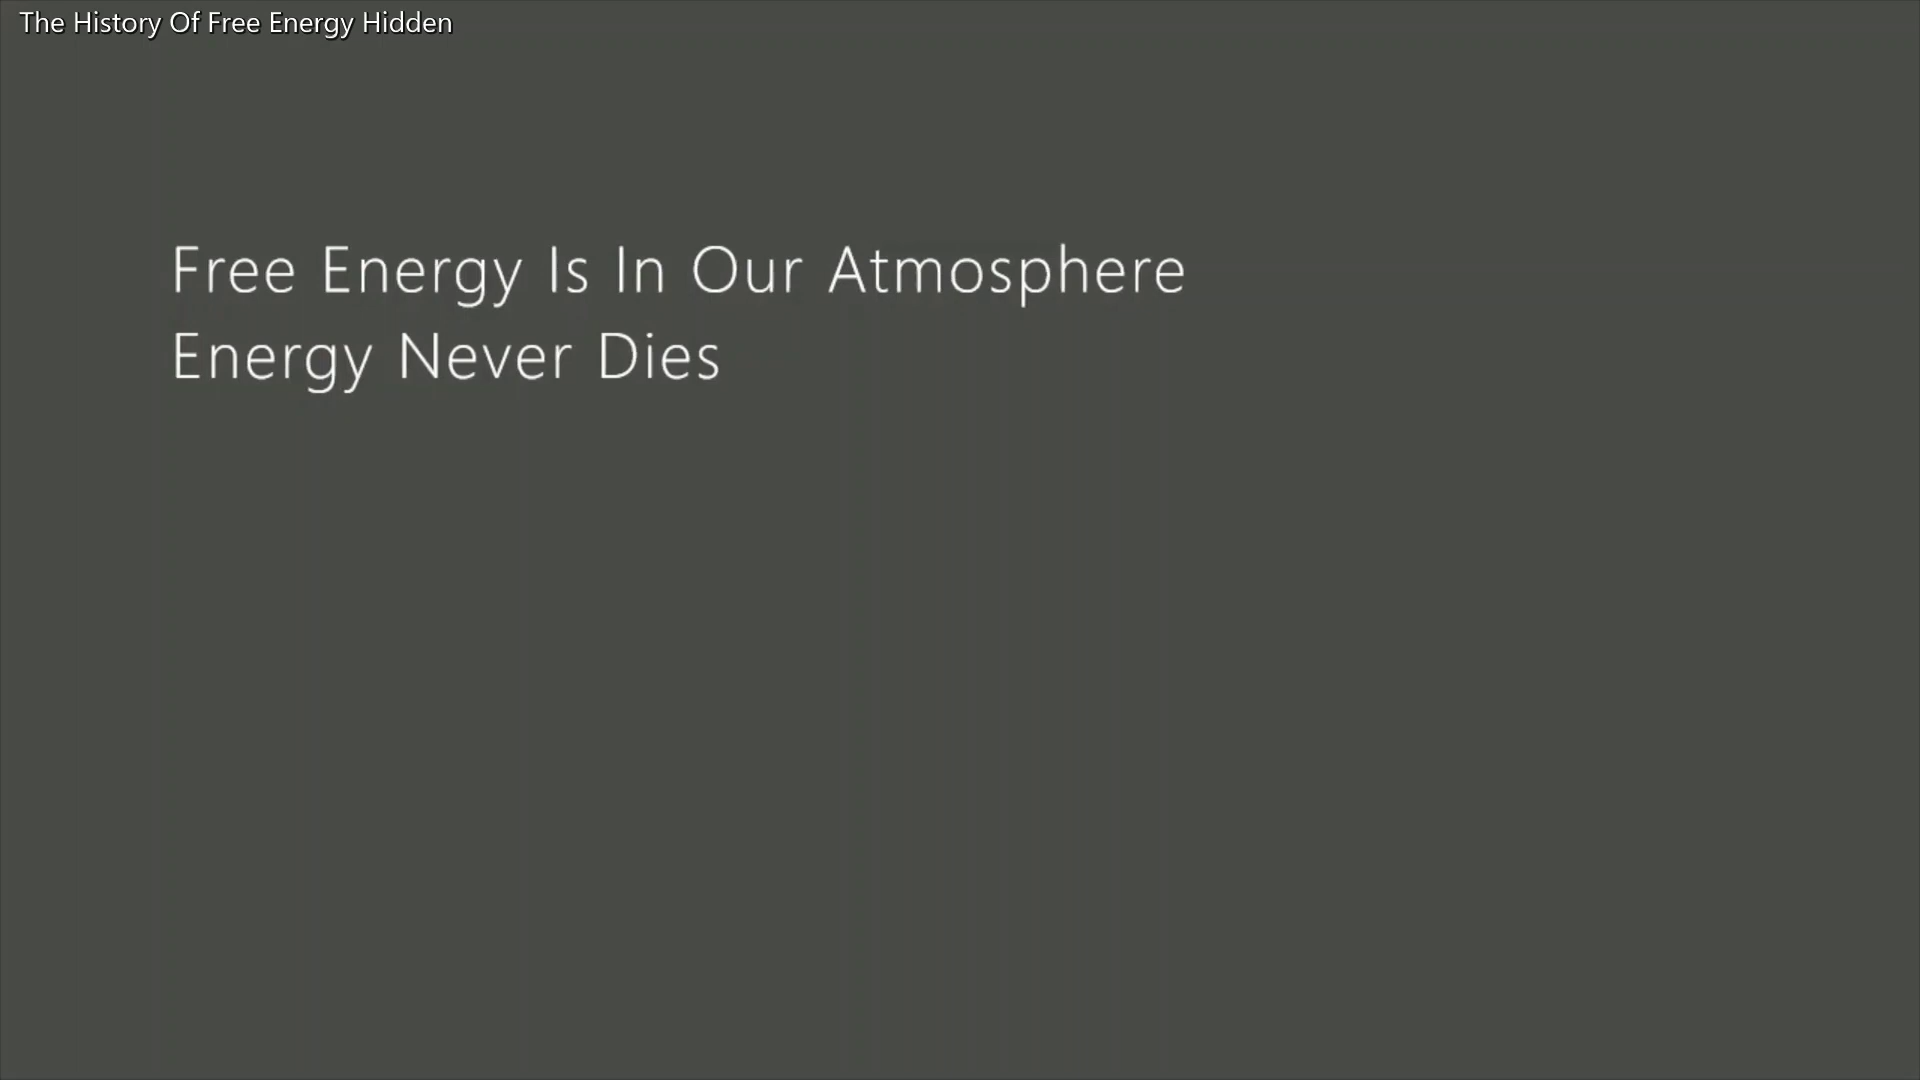 The History Of Free Energy Hidden
Free Energy Is In Our Atmosphere
Energy Never Dies